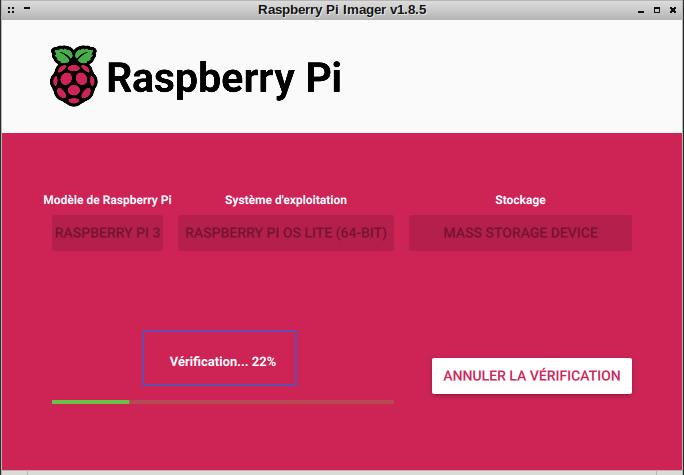 Raspberry Pi Imager v1.8.5
Raspberry Pi
Modèle de Raspberry Pi
Système d'exploitation
Stockage
RASPBERRY PI 3
RASPBERRY PI OS LITE (64-BIT)
MASS STORAGE DEVICE
Vérification... 22%
ANNULER LA VÉRIFICATION